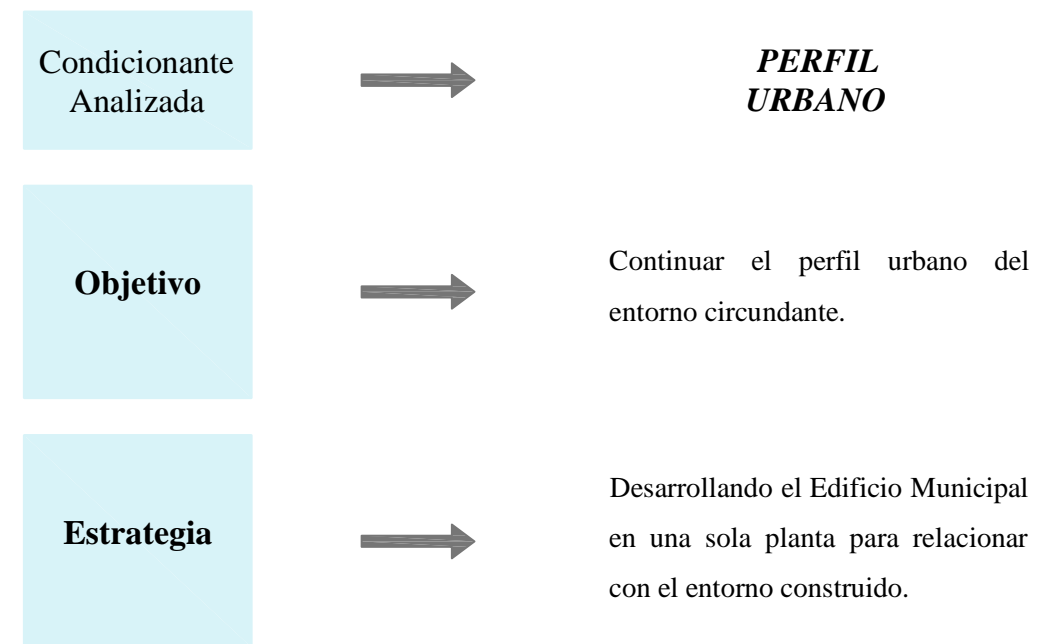 Condicionante
Analizada
PERFIL
URBANO
Objetivo
Continuar el perfil urbano del
entorno circundante.
Estrategia
Desarrollando el Edificio Municipal
en una sola planta para relacionar
con el entorno construido.